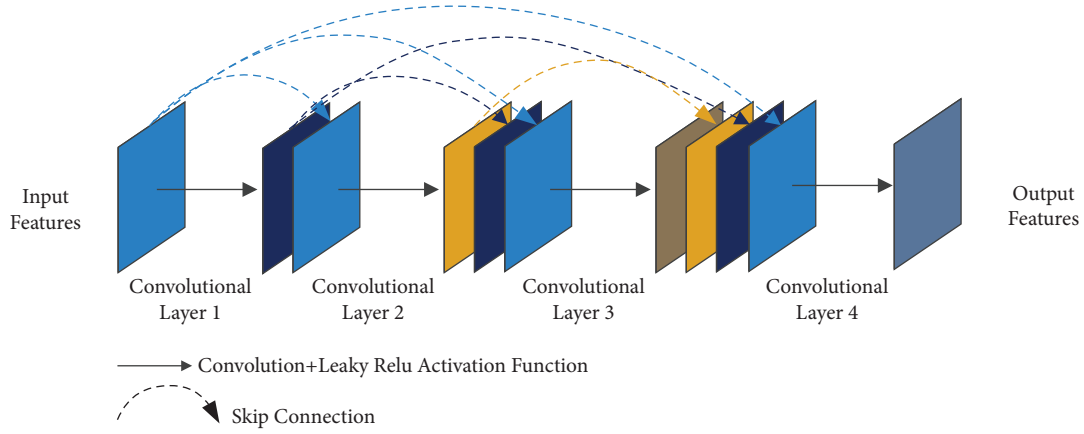 Input
Features
Convolutional
Layer 1
Convolutional
Layer 2
Convolutional
Layer 3
Convolutional
Layer 4
Output
Features
Convolution+Leaky Relu Activation Function
Skip Connection